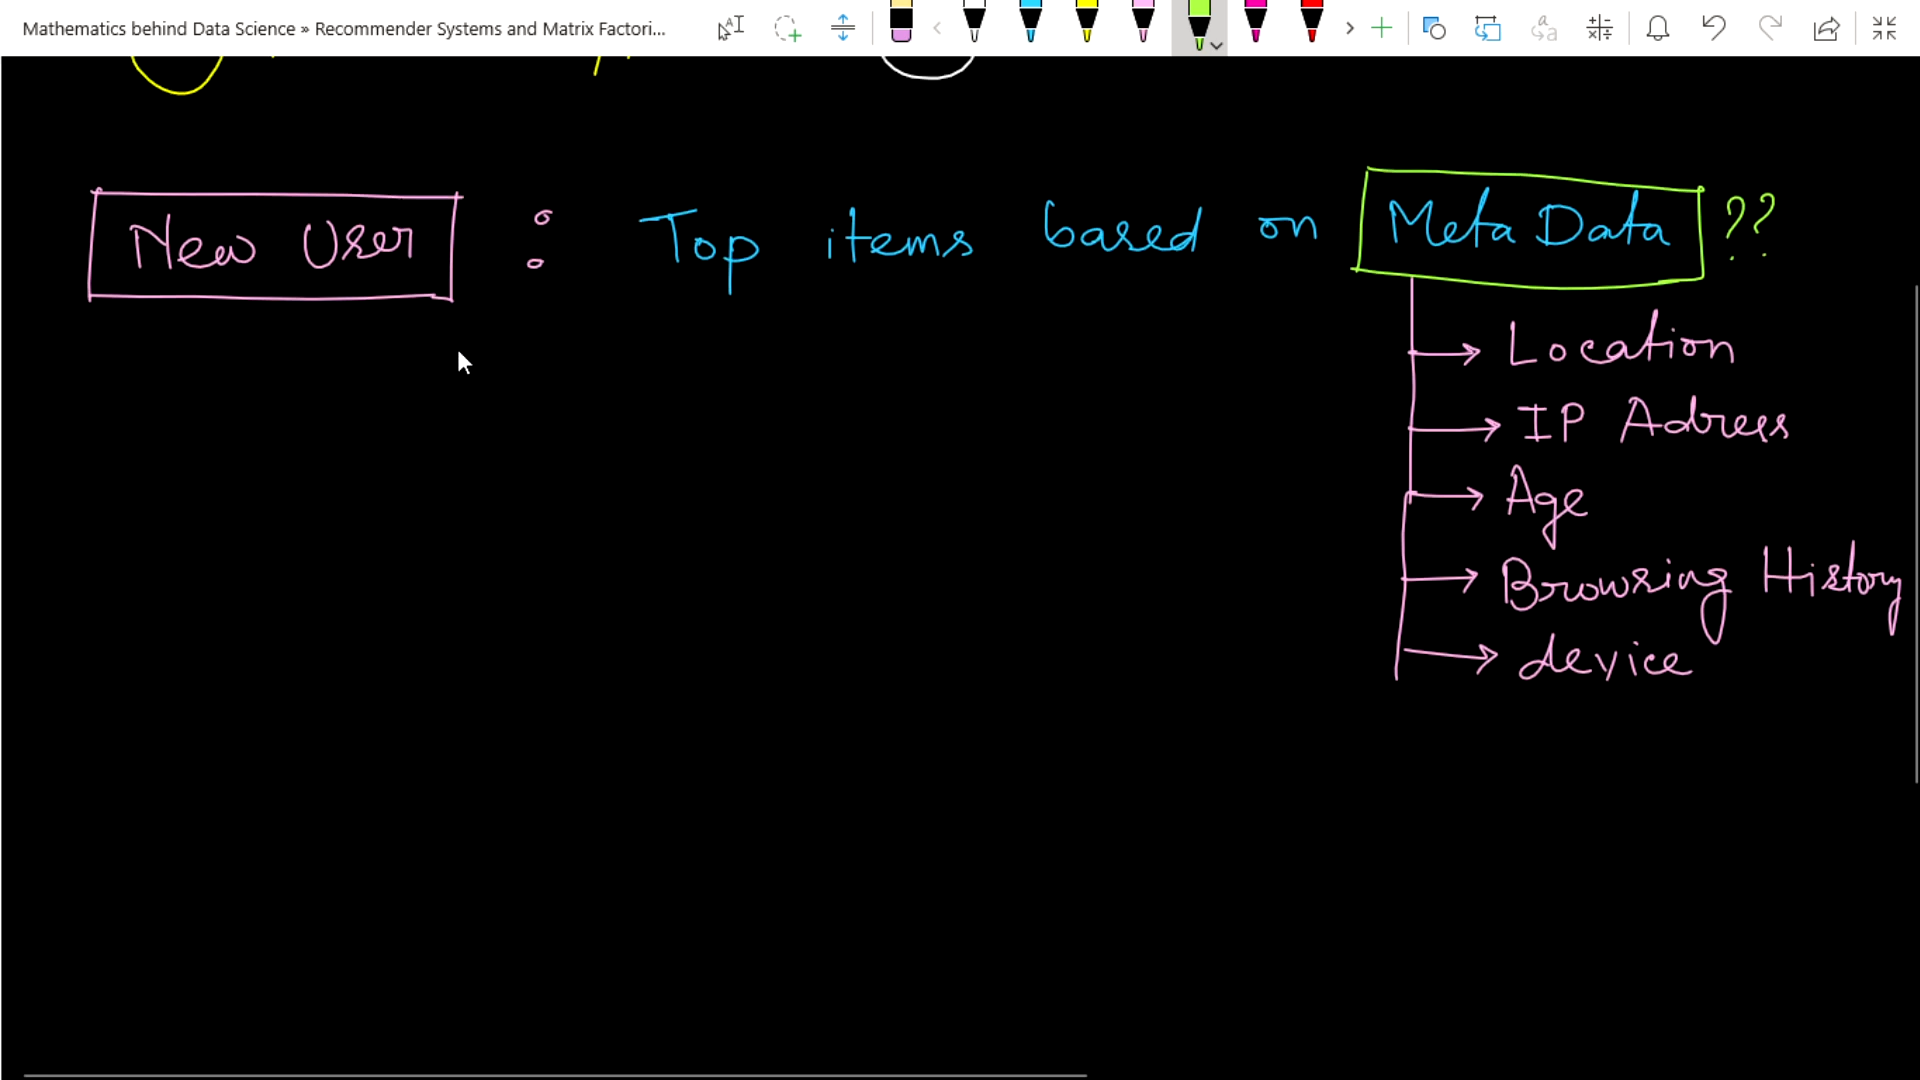 Mathematics behind Data Science » Recommender Systems and Matrix Factori...
New User : Top items based on Meta Data ??
Location
IP Adress
Age
Browsing History
device